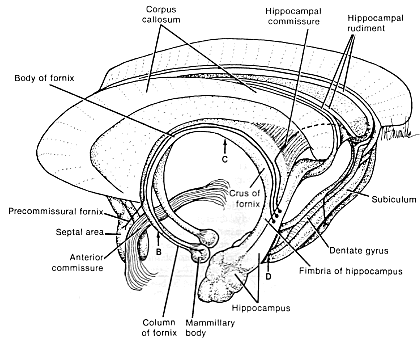 Corpus
callosum
Hippocampal
commissure
Hippocampal
rudiment
Body of fornix
C
Crus of
fornix
Subiculum
Precommissural fornix
Septal area
Anterior
commissure
B
Dentate gyrus
D
Fimbria of hippocampus
Hippocampus
Column
of fornix
Mammillary
body